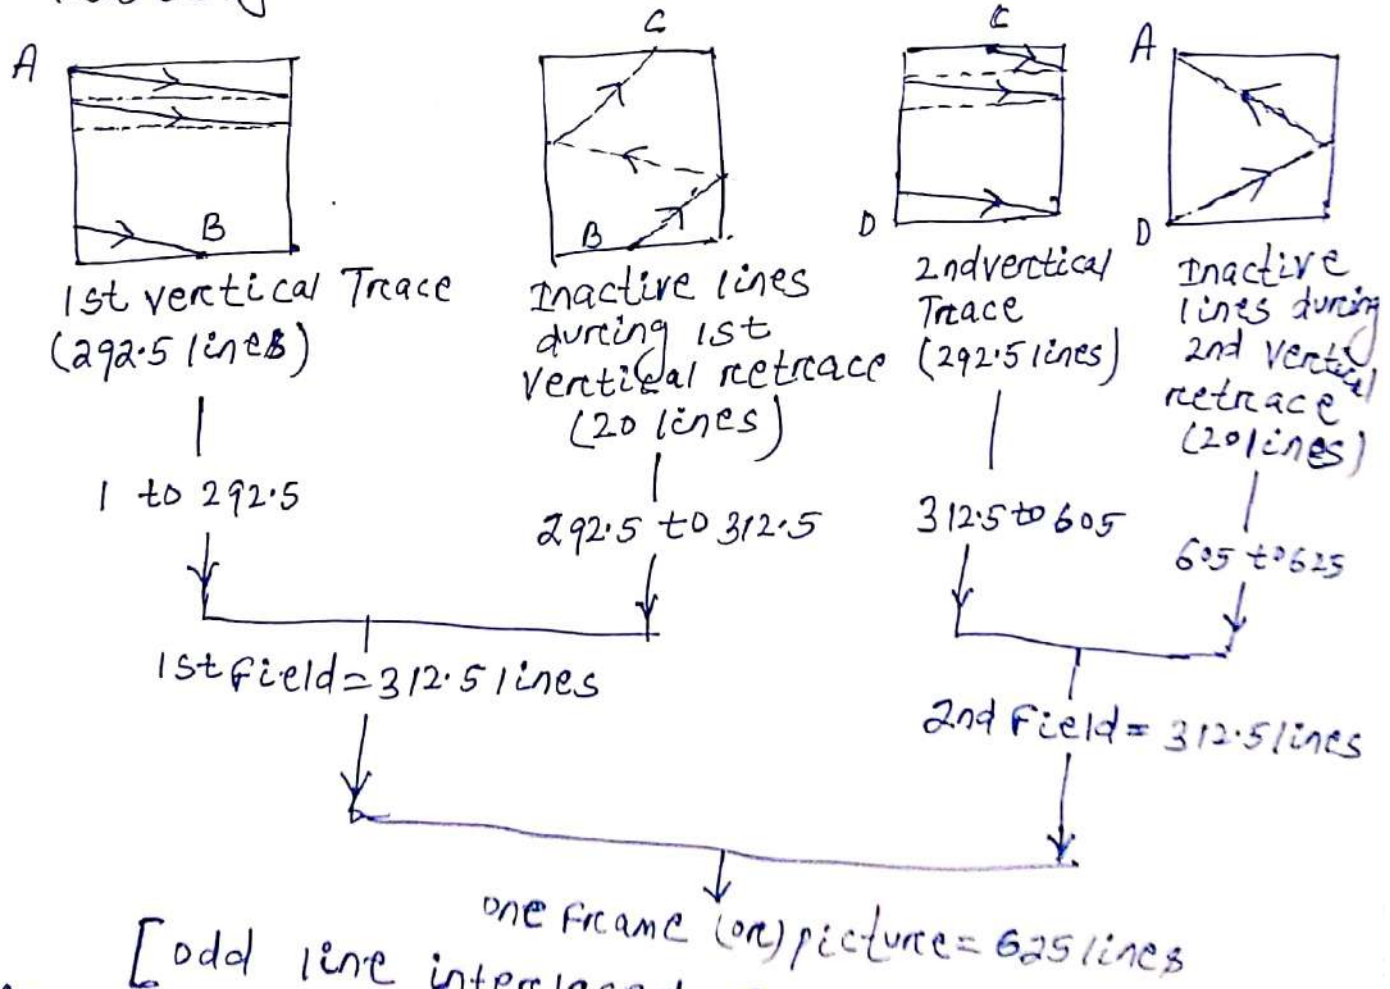 A
C
C
A
B
B
D
D
1st vertical Trace
(292.5 lines)
Inactive lines
during 1st
vertical retrace
(20 lines)
2nd vertical
Trace
(292.5 lines)
Inactive
lines during
2nd vertical
retrace
(20 lines)
1 to 292.5
292.5 to 312.5
312.5 to 605
605 to 625
1st field = 312.5 lines
2nd Field = 312.5 lines
one Frame (or) picture = 625 lines
[odd line